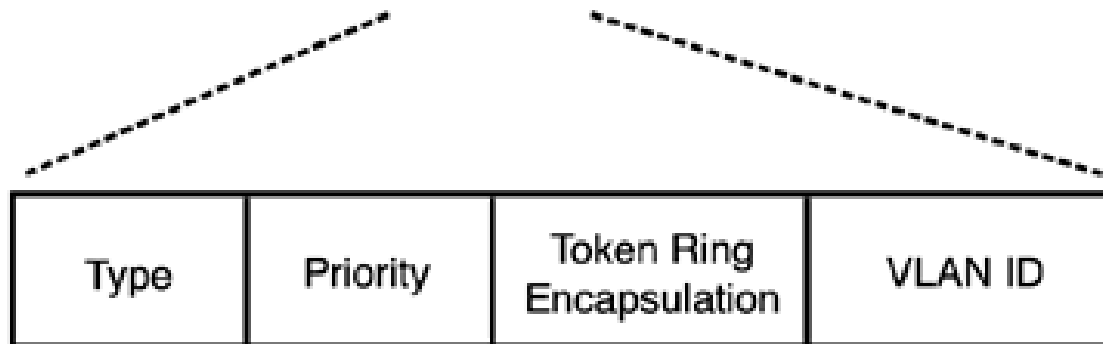 Type
Priority
Token Ring
Encapsulation
VLAN ID